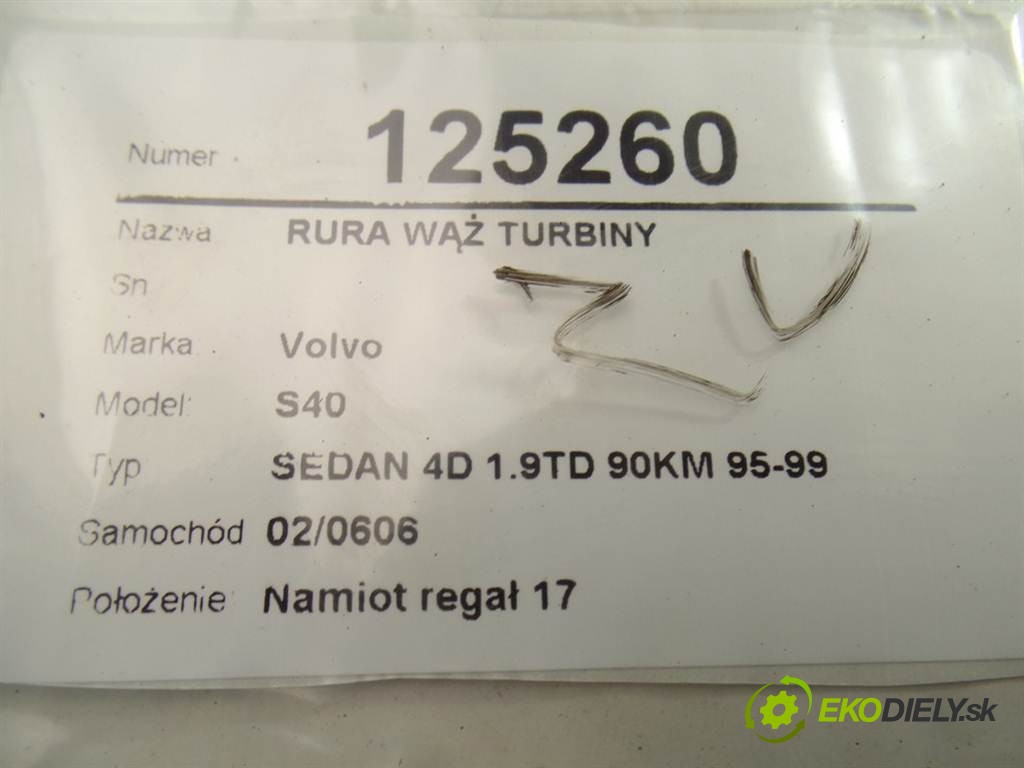 Numer 125260
Nazwa RURA WĄŻ TURBINY
Sn
Marka Volvo
Model: S40
Typ SEDAN 4D 1.9TD 90KM 95-99
Samochód 02/0606
Położenie: Namiot regał 17
EKODIELY.sk